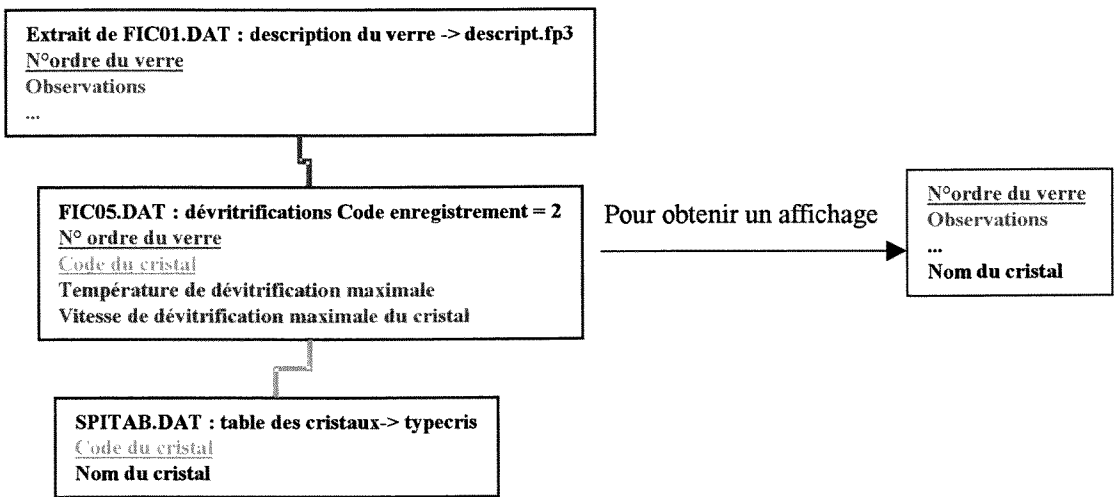 Extrait de FIC01.DAT : description du verre -> descript.fp3
N°ordre du verre
Observations
...
FIC05.DAT : dévritrifications Code enregistrement = 2
N° ordre du verre
Code du cristal
Température de dévitrification maximale
Vitesse de dévitrification maximale du cristal
Pour obtenir un affichage
N°ordre du verre
Observations
...
Nom du cristal
SPITAB.DAT : table des cristaux-> typecris
Code du cristal
Nom du cristal